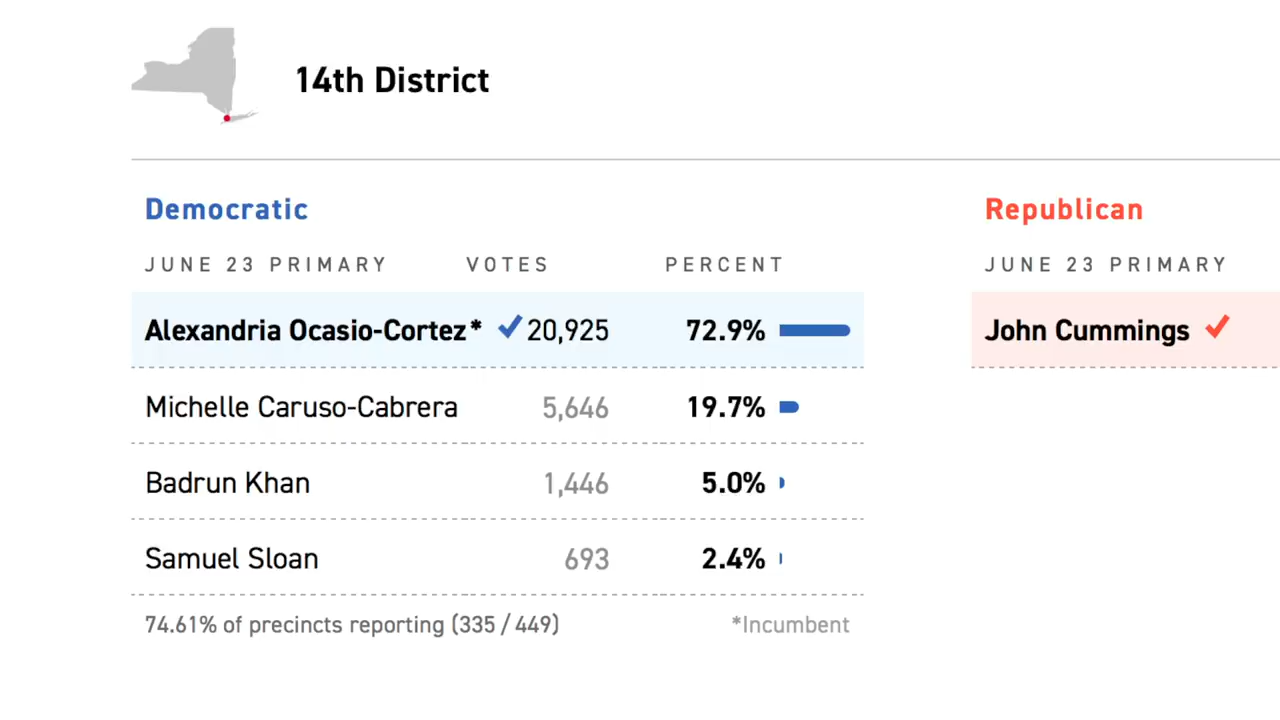 14th District
Democratic
JUNE 23 PRIMARY VOTES PERCENT
Alexandria Ocasio-Cortez* ✓ 20,925 72.9%
Michelle Caruso-Cabrera 5,646 19.7%
Badrun Khan 1,446 5.0%
Samuel Sloan 693 2.4%
74.61% of precincts reporting (335 / 449) *Incumbent
Republican
JUNE 23 PRIMARY
John Cummings ✓